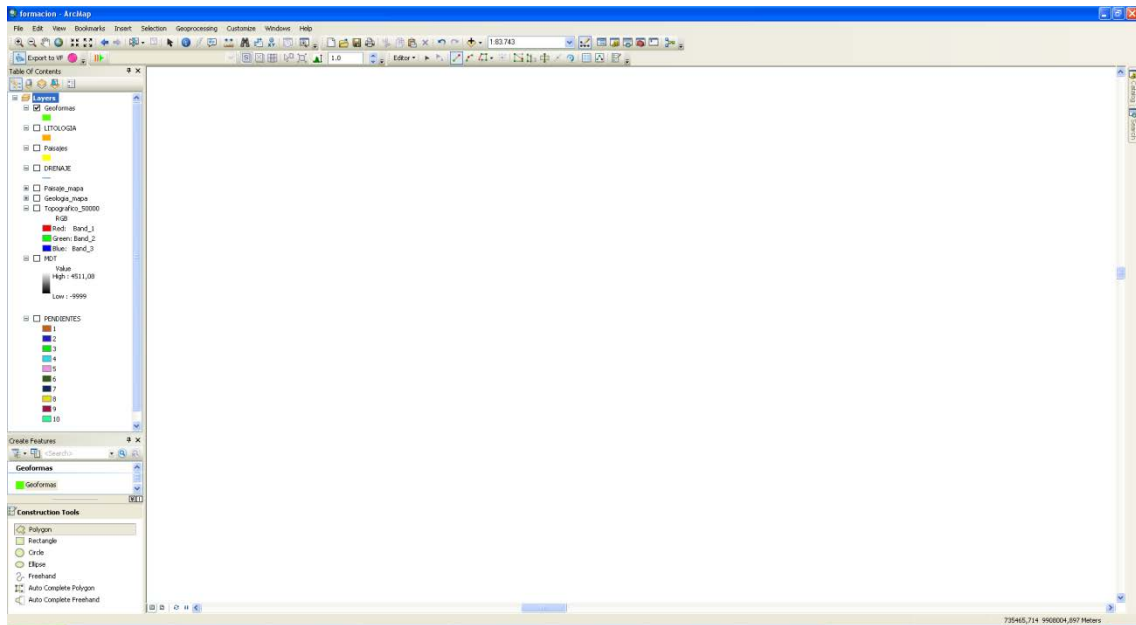 formacion - ArcMap
File Edit View Bookmarks Insert Selection Geoprocessing Customize Windows Help
1:83.743
Export to VF
1.0
Editor
Table Of Contents
Layers
Geoformas
LITOLOGIA
Paisajes
DRENAJE
Paisaje_mapa
Geologia_mapa
Topografico_50000
RGB
Red: Band_1
Green: Band_2
Blue: Band_3
MDT
Value
High : 4511,08
Low : -9999
PENDIENTES
1
2
3
4
5
6
7
8
9
10
Create Features
<Search>
Geoformas
Geoformas
Construction Tools
Polygon
Rectangle
Circle
Ellipse
Freehand
Auto Complete Polygon
Auto Complete Freehand
Catalog
Search
735465,714 9908004,897 Meters